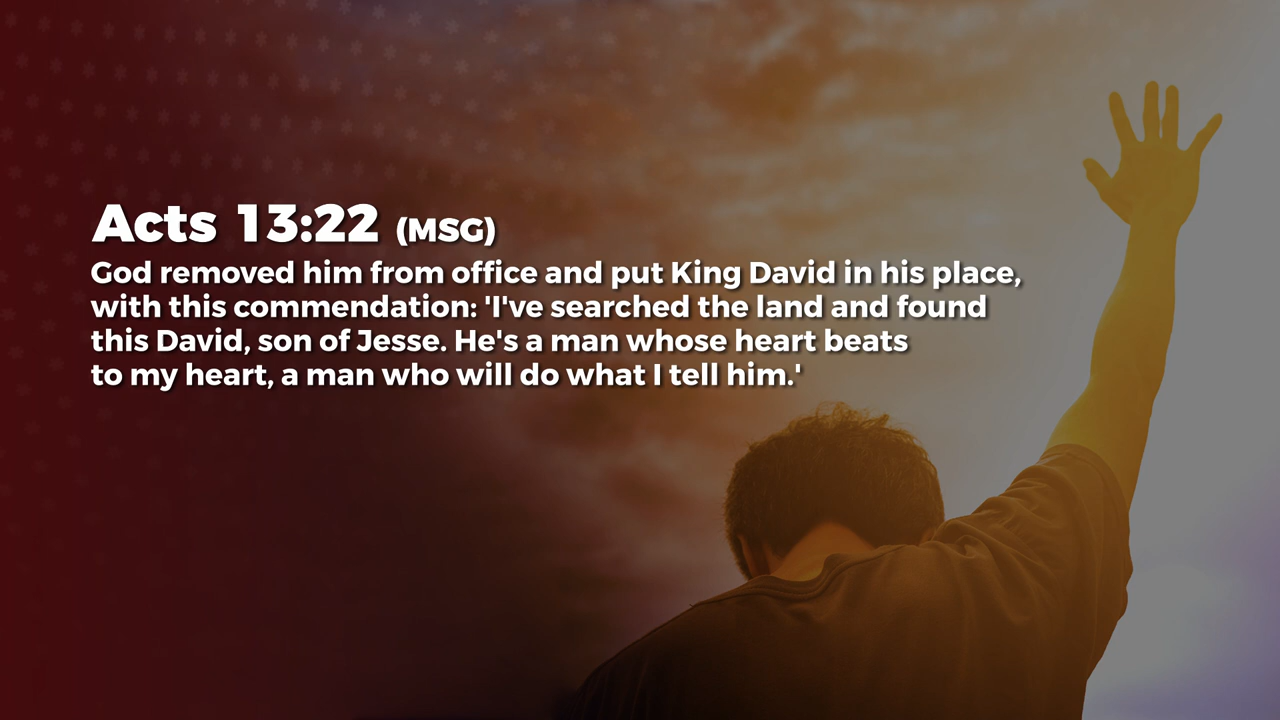 Acts 13:22 (MSG)
God removed him from office and put King David in his place,
with this commendation: 'I've searched the land and found
this David, son of Jesse. He's a man whose heart beats
to my heart, a man who will do what I tell him.'